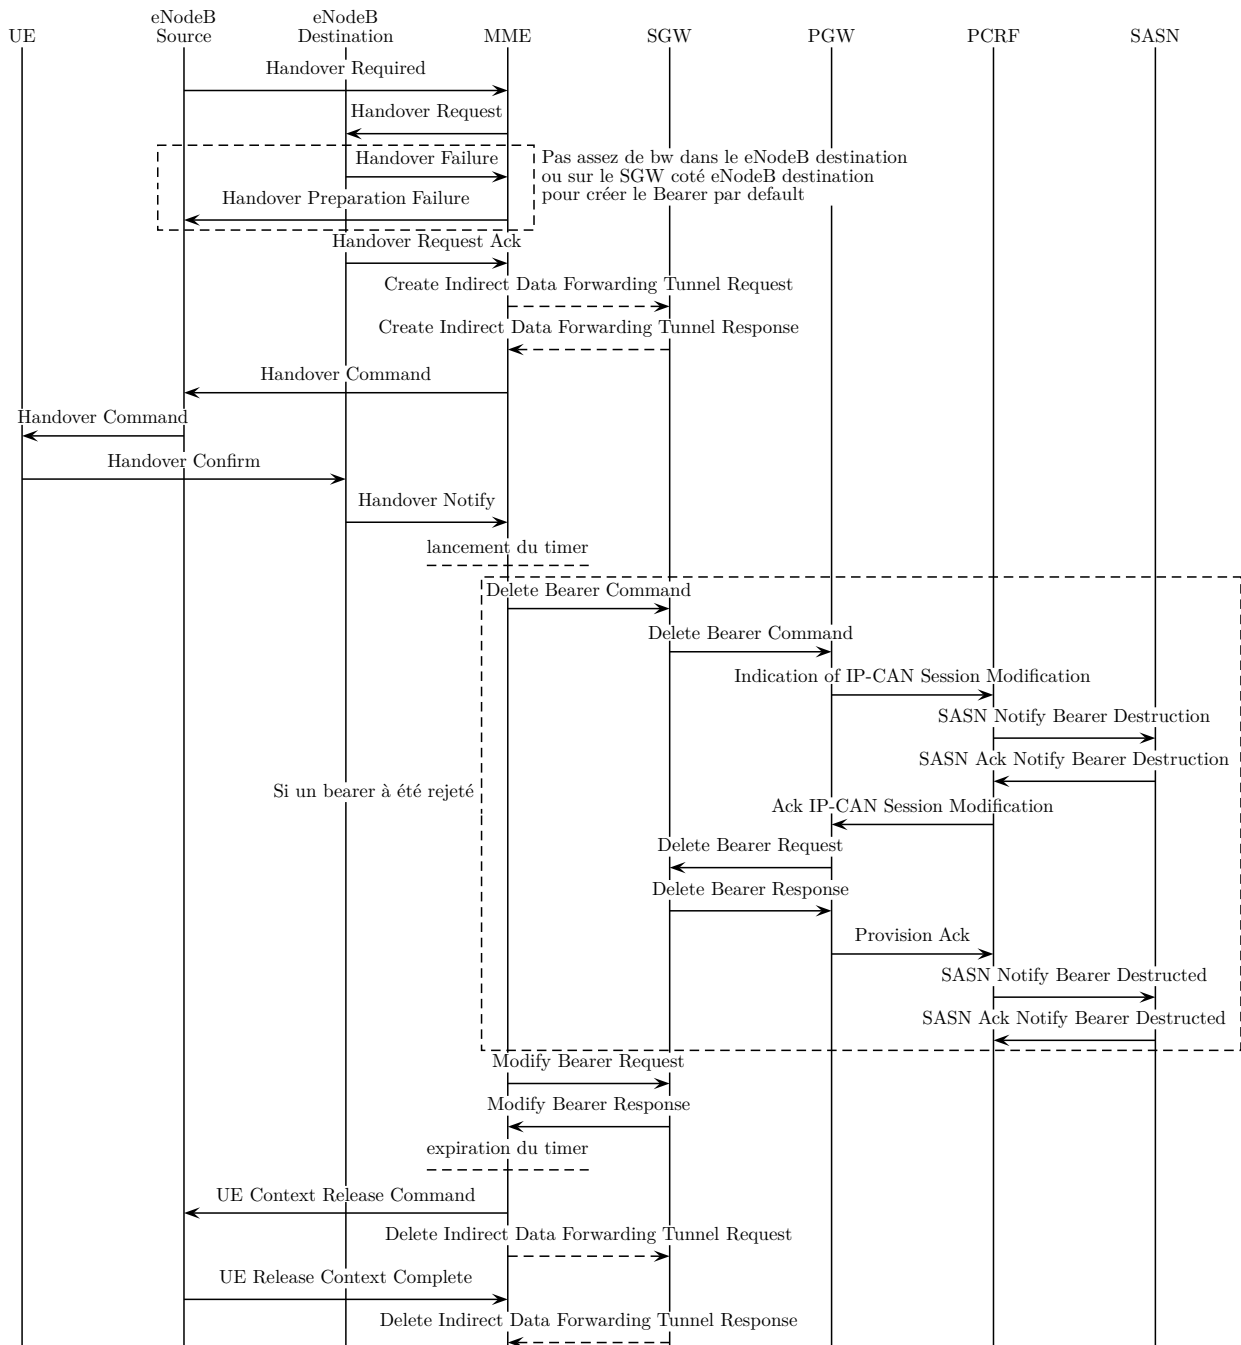 UE
eNodeB
Source
eNodeB
Destination
MME
SGW
PGW
PCRF
SASN
Handover Required
Handover Request
Handover Failure
Pas assez de bw dans le eNodeB destination
ou sur le SGW coté eNodeB destination
pour créer le Bearer par default
Handover Preparation Failure
Handover Request Ack
Create Indirect Data Forwarding Tunnel Request
Create Indirect Data Forwarding Tunnel Response
Handover Command
Handover Command
Handover Confirm
Handover Notify
lancement du timer
Delete Bearer Command
Delete Bearer Command
Indication of IP-CAN Session Modification
SASN Notify Bearer Destruction
SASN Ack Notify Bearer Destruction
Si un bearer à été rejeté
Ack IP-CAN Session Modification
Delete Bearer Request
Delete Bearer Response
Provision Ack
SASN Notify Bearer Destructed
SASN Ack Notify Bearer Destructed
Modify Bearer Request
Modify Bearer Response
expiration du timer
UE Context Release Command
Delete Indirect Data Forwarding Tunnel Request
UE Release Context Complete
Delete Indirect Data Forwarding Tunnel Response